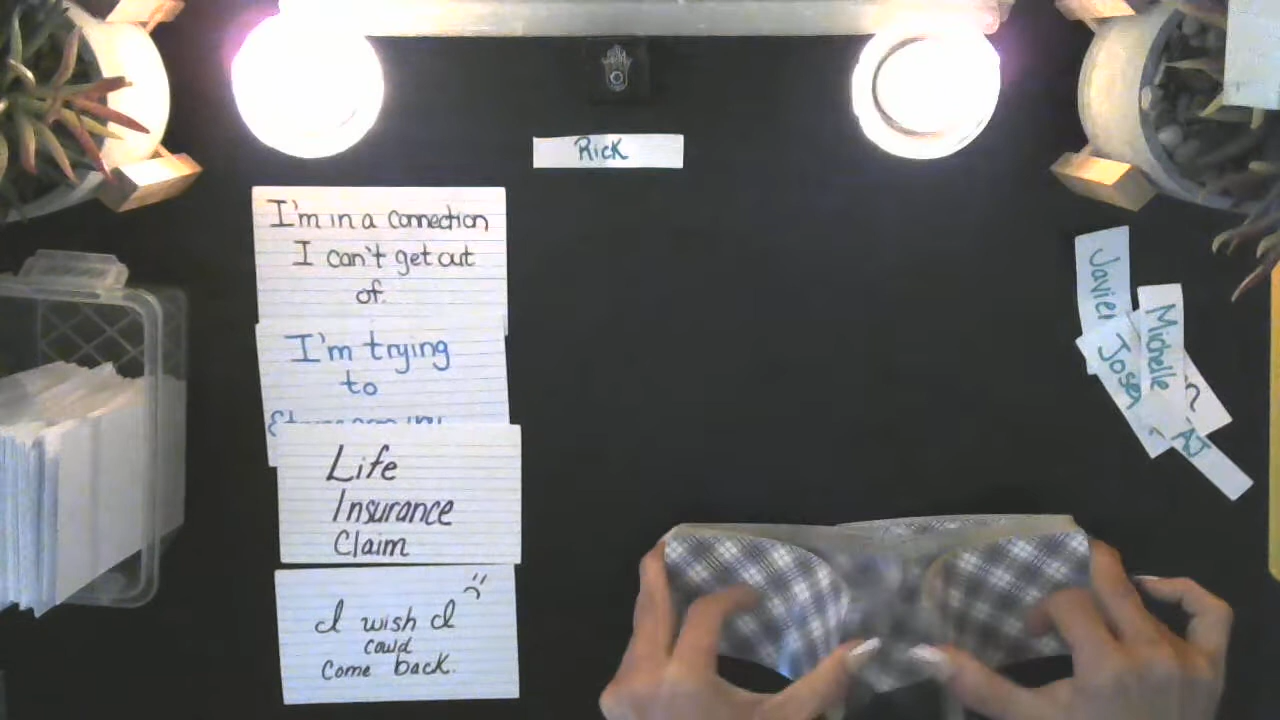 Rick
I'm in a connection
I can't get out
of.
I'm trying
to
Life
Insurance
Claim
I wish I
could
Come back.
Javier
Michelle
Jose
AJ